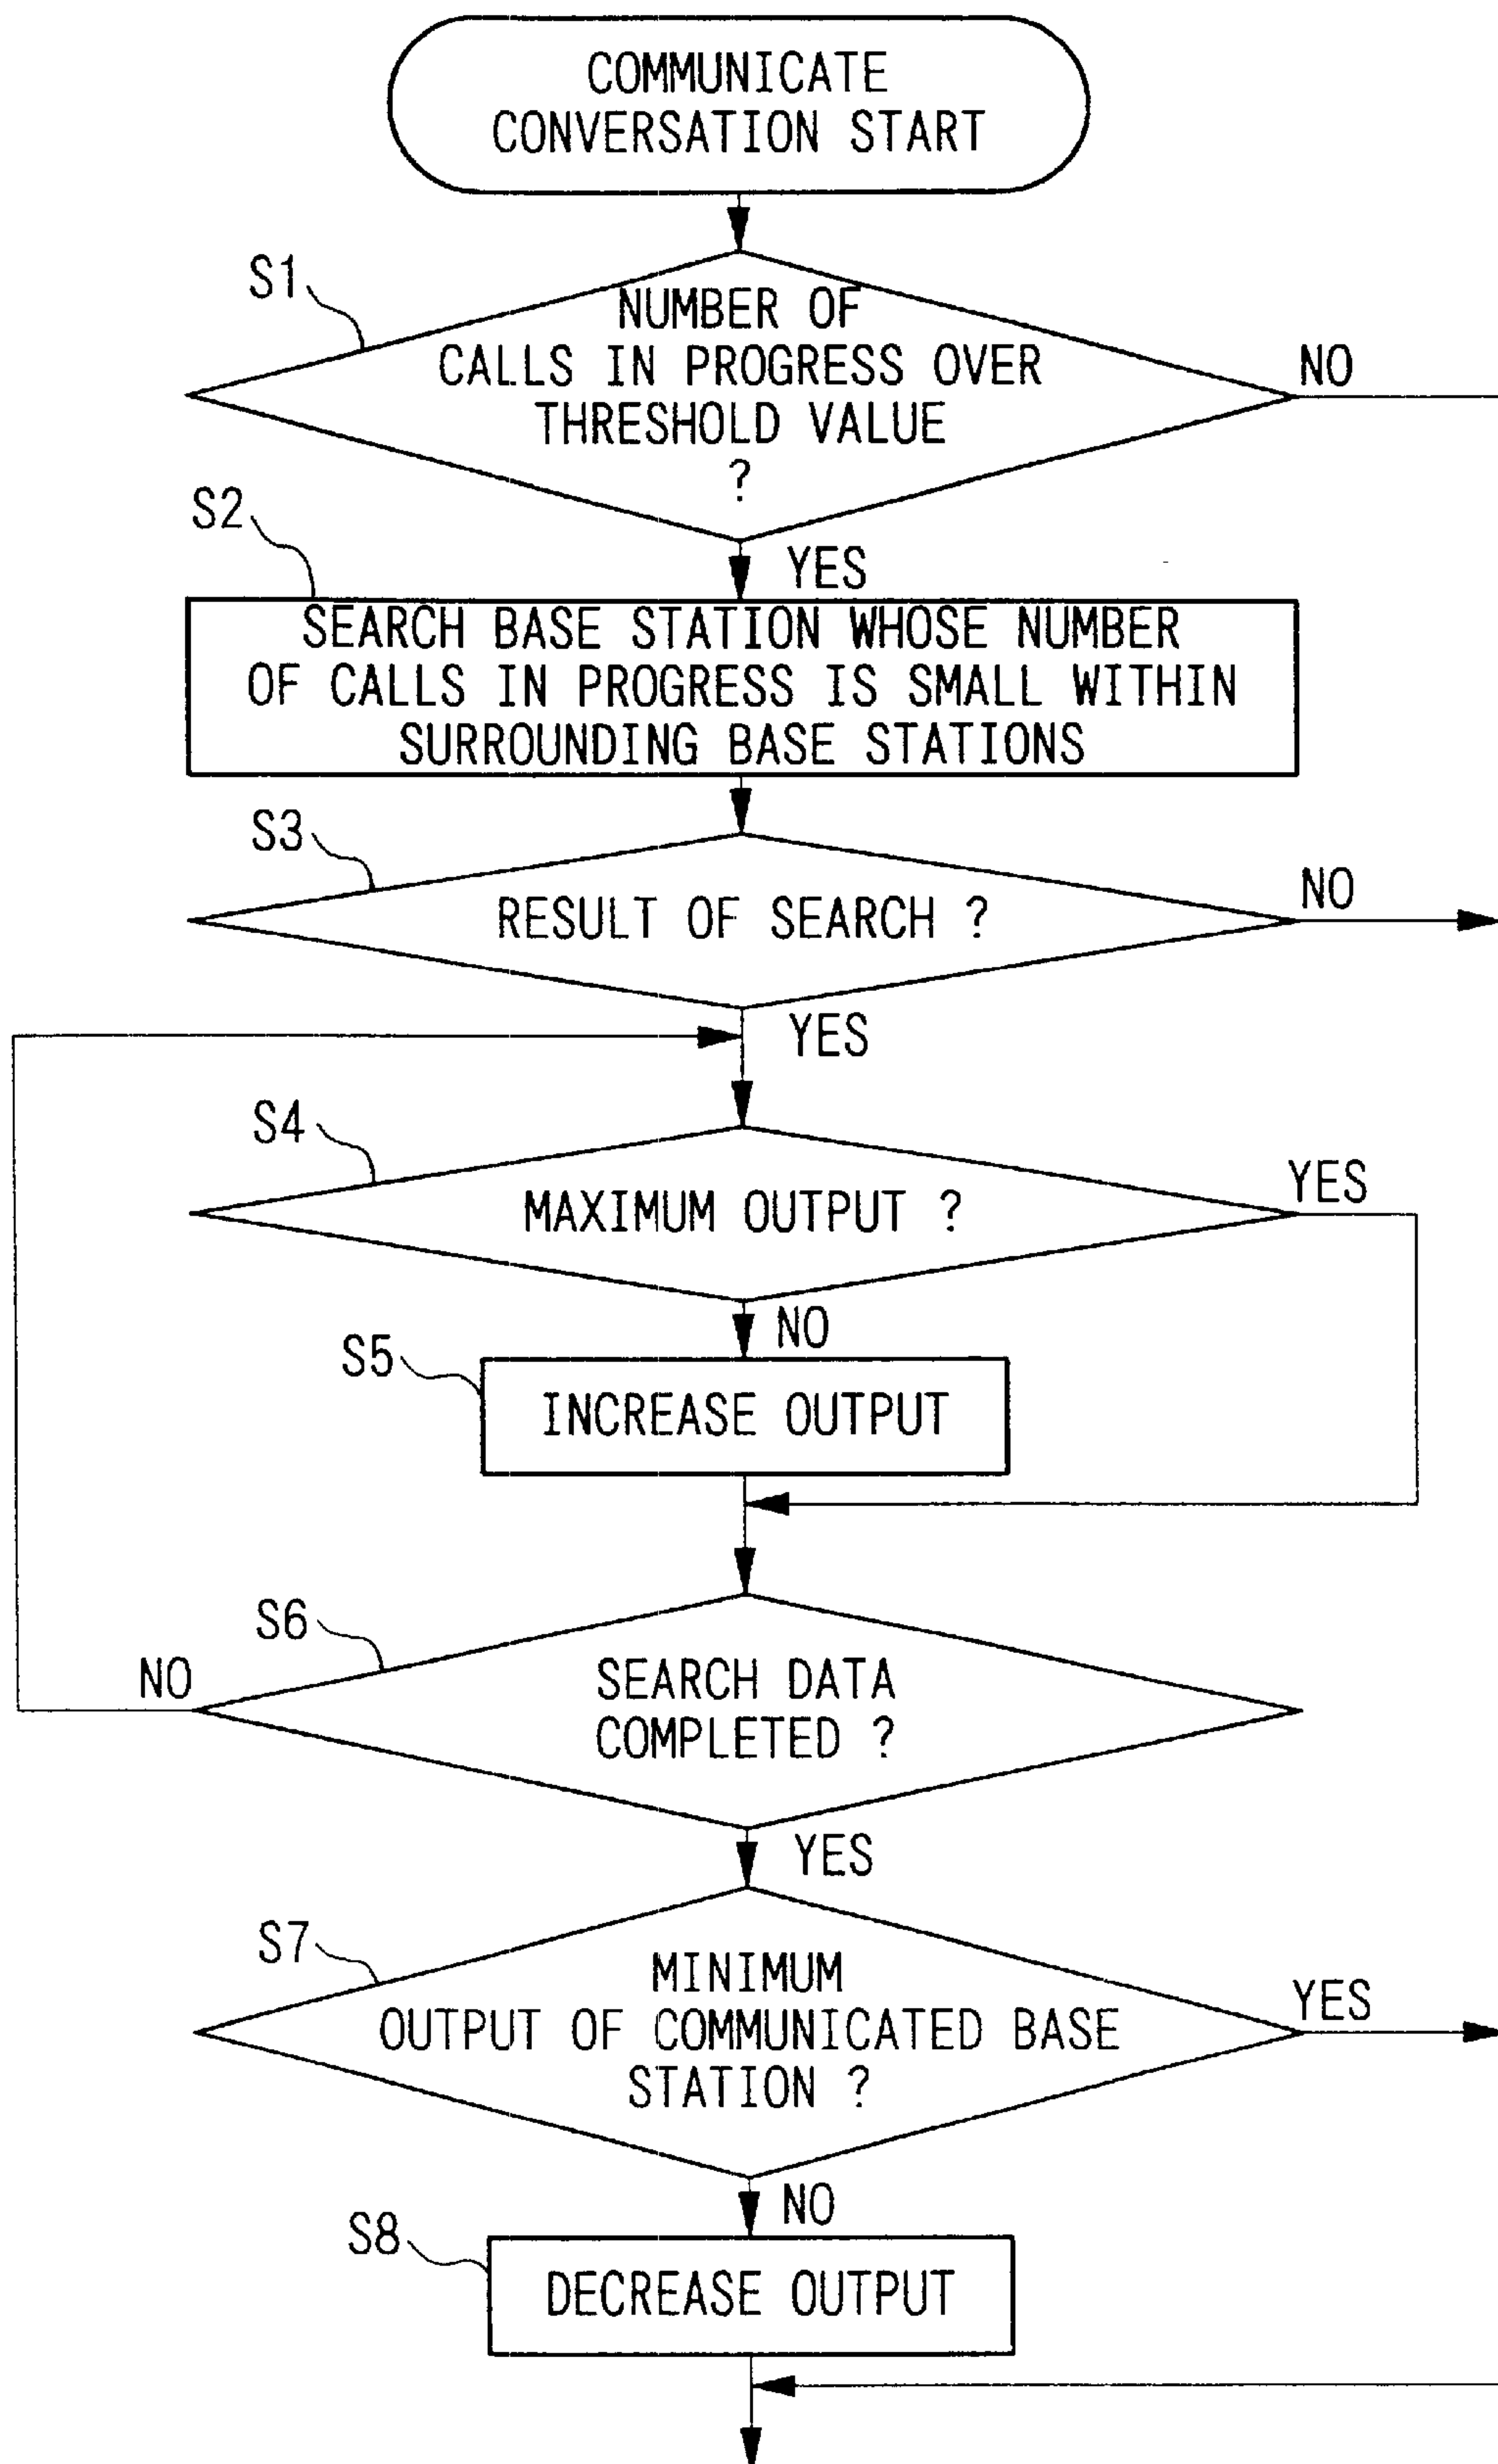 COMMUNICATE
CONVERSATION START
S1
NUMBER OF
CALLS IN PROGRESS OVER
THRESHOLD VALUE
?
NO
YES
S2
SEARCH BASE STATION WHOSE NUMBER
OF CALLS IN PROGRESS IS SMALL WITHIN
SURROUNDING BASE STATIONS
S3
RESULT OF SEARCH ?
NO
YES
S4
MAXIMUM OUTPUT ?
YES
NO
S5
INCREASE OUTPUT
S6
NO
SEARCH DATA
COMPLETED ?
YES
S7
MINIMUM
OUTPUT OF COMMUNICATED BASE
STATION ?
YES
NO
S8
DECREASE OUTPUT